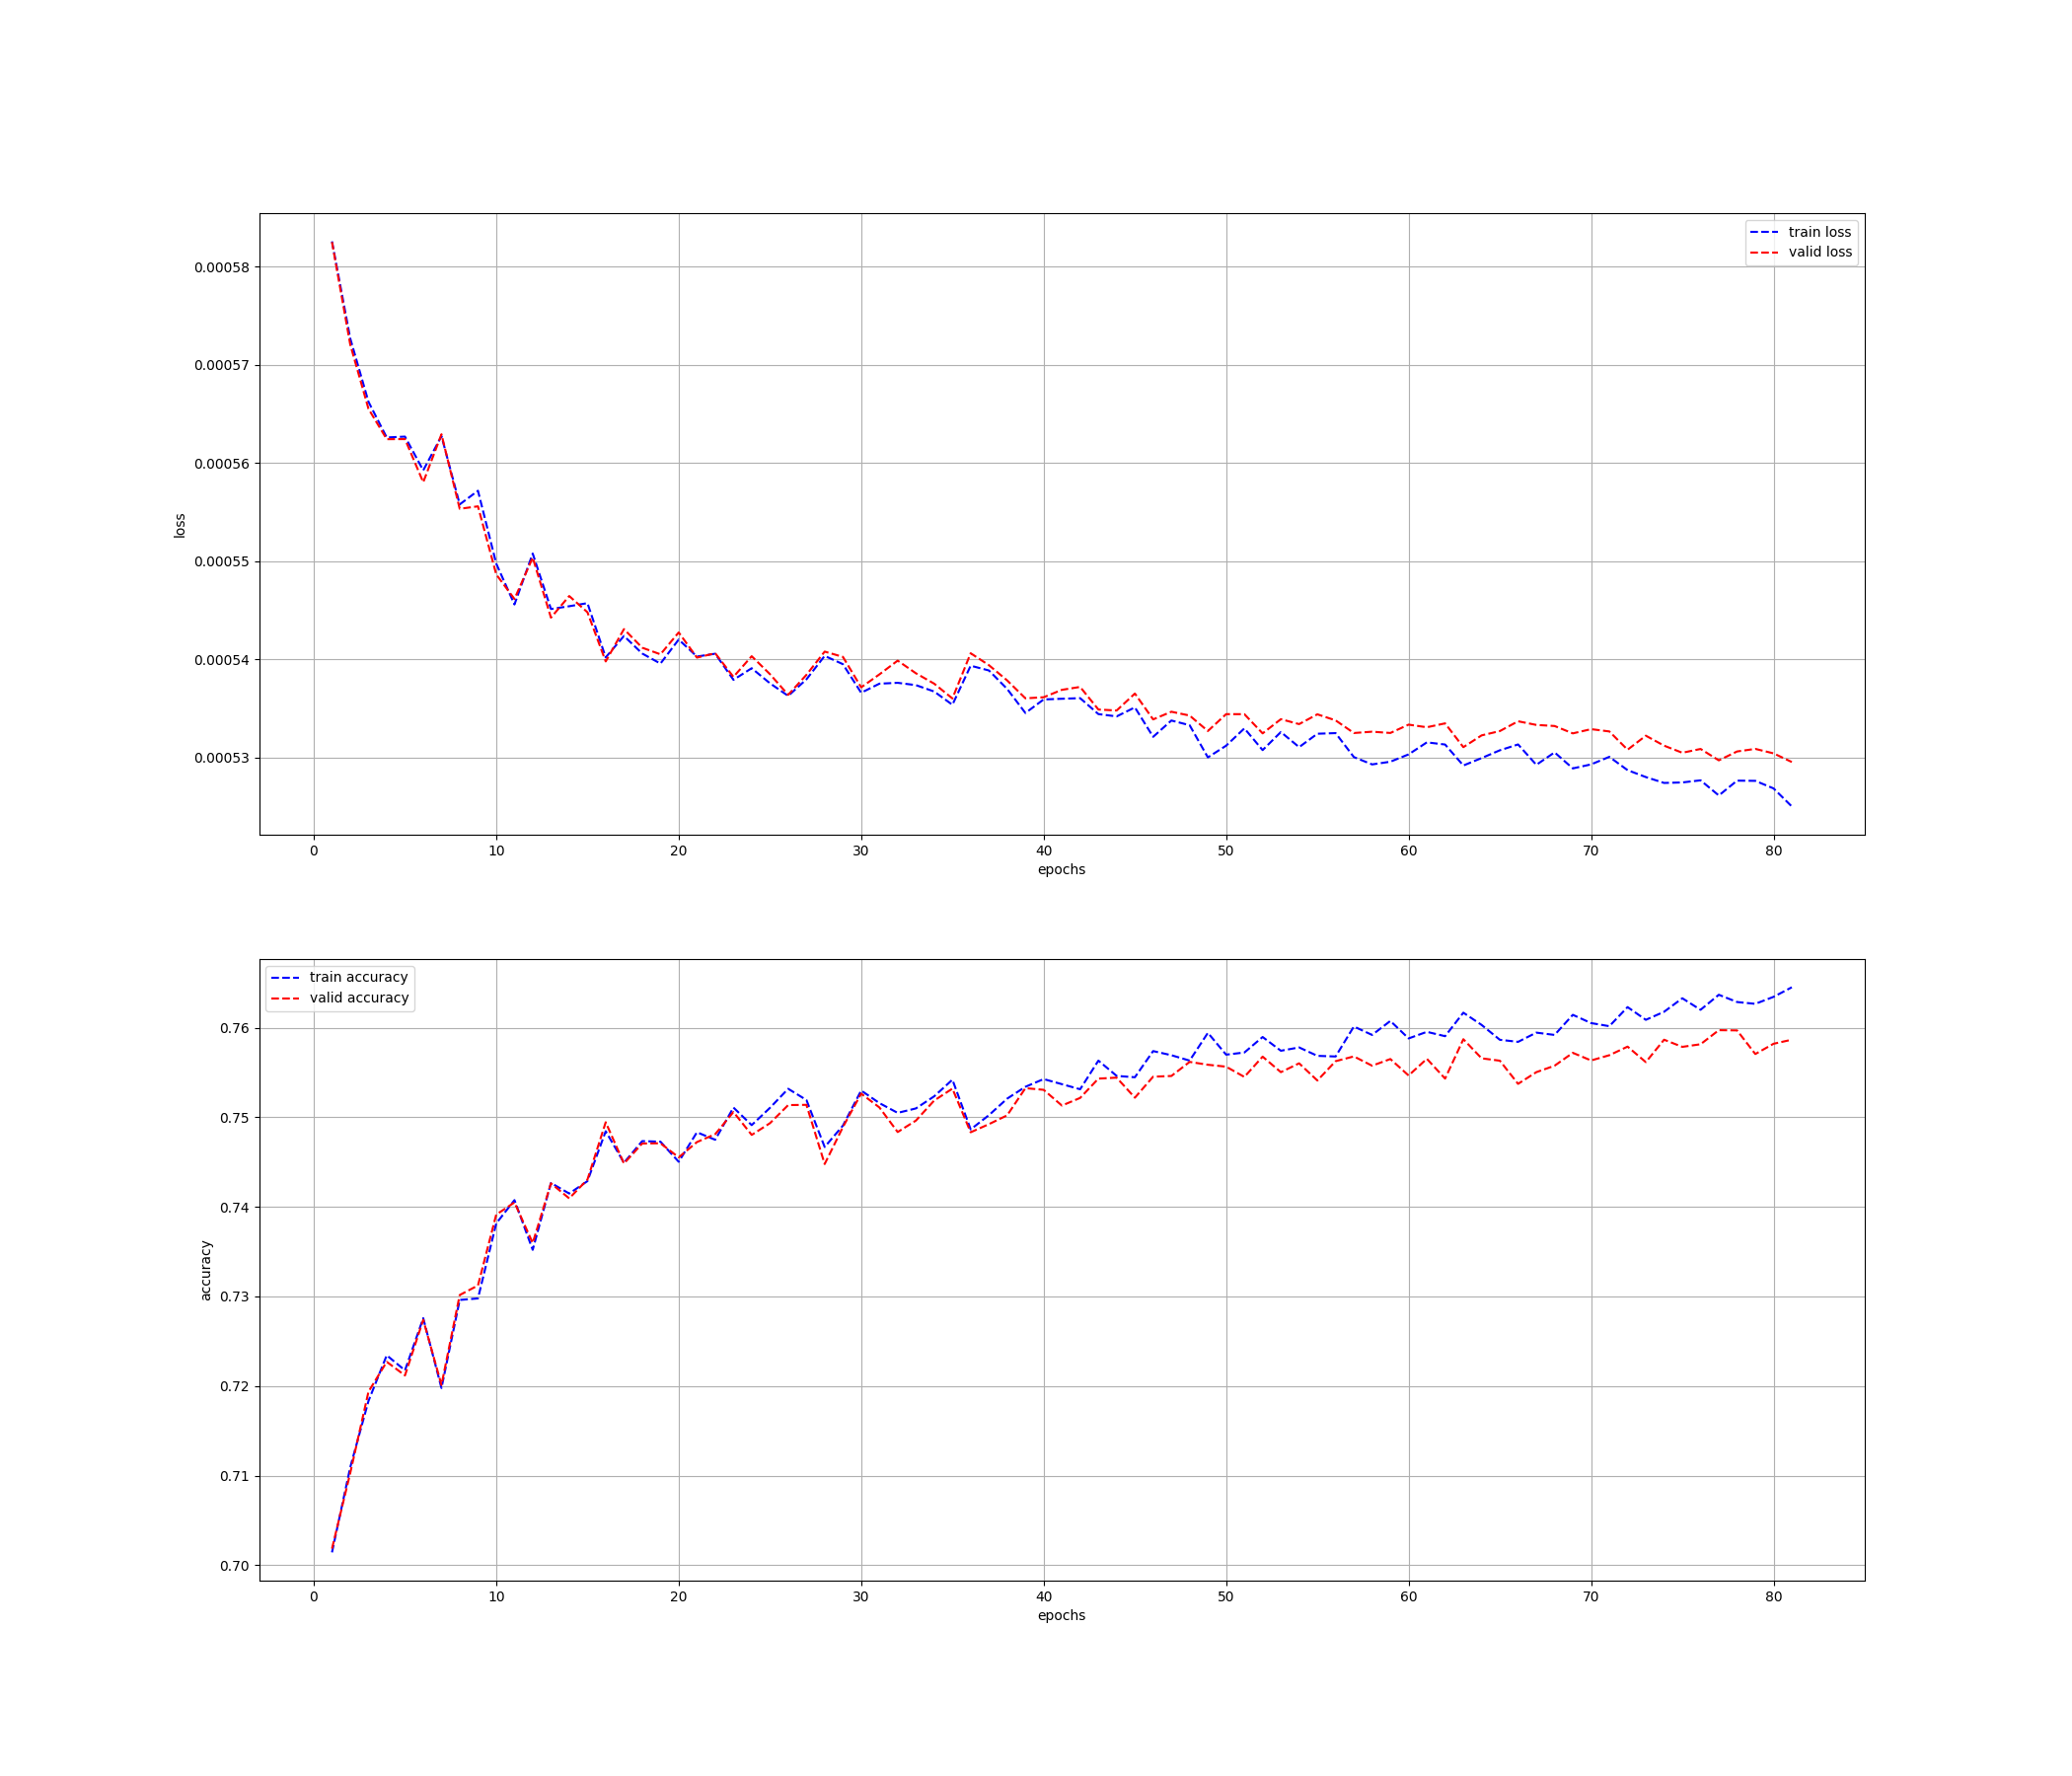 train loss
valid loss
0.00058
0.00057
0.00056
0.00055
0.00054
0.00053
loss
0 10 20 30 40 50 60 70 80
epochs
train accuracy
valid accuracy
0.76
0.75
0.74
0.73
0.72
0.71
0.70
accuracy
0 10 20 30 40 50 60 70 80
epochs